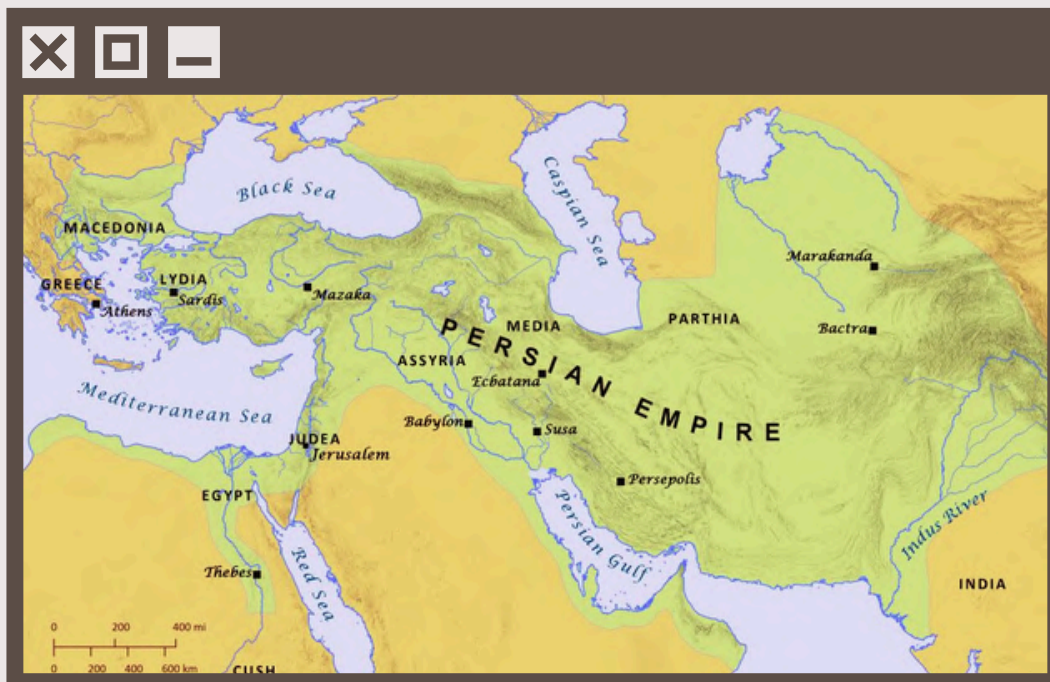 Black Sea
Caspian Sea
MACEDONIA
Marakanda
GREECE
LYDIA
Sardis
Mazaka
Athens
PERSIAN EMPIRE
MEDIA
PARTHIA
Bactra
ASSYRIA
Ecbatana
Mediterranean Sea
Babylon
Susa
JUDEA
Jerusalem
Persepolis
EGYPT
Persian Gulf
Indus River
Red Sea
Thebes
INDIA
0 200 400 mi
0 200 400 600 km
CUSH